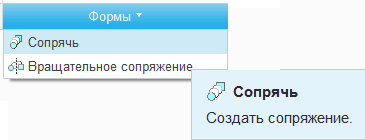 Формы
Сопрячь
Вращательное сопряжение
Сопрячь
Создать сопряжение.